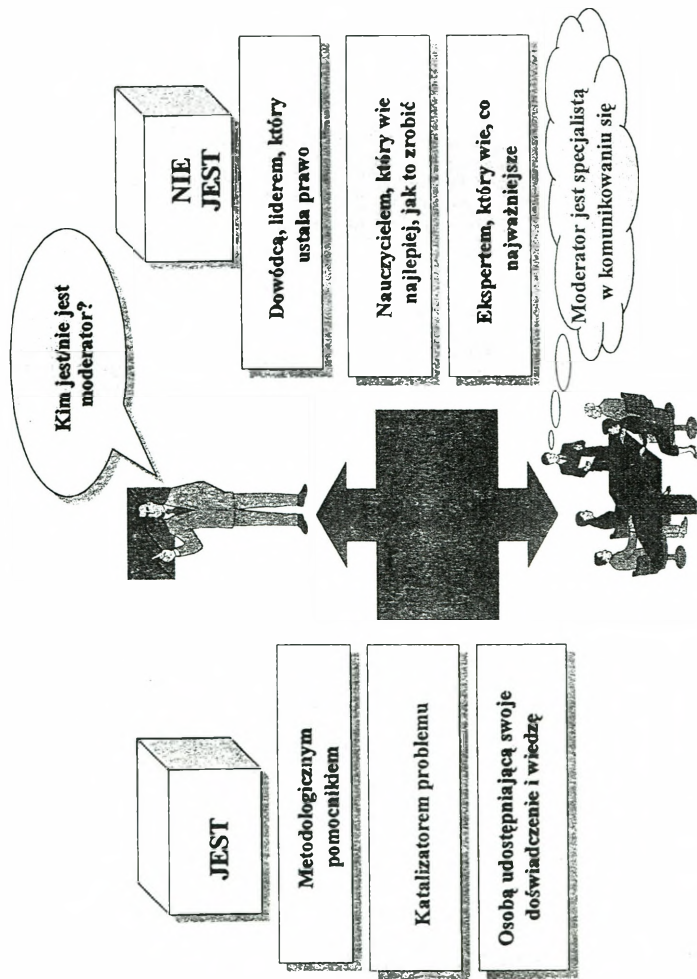 Kim jest/nie jest
moderator?
JEST
Metodologicznym
pomocnikiem
Katalizatorem problemu
Osobą udostępniającą swoje
doświadczenie i wiedzę
NIE
JEST
Dowódcą, liderem, który
ustala prawo
Nauczycielem, który wie
najlepiej, jak to zrobić
Ekspertem, który wie, co
najważniejsze
Moderator jest specjalistą
w komunikowaniu się